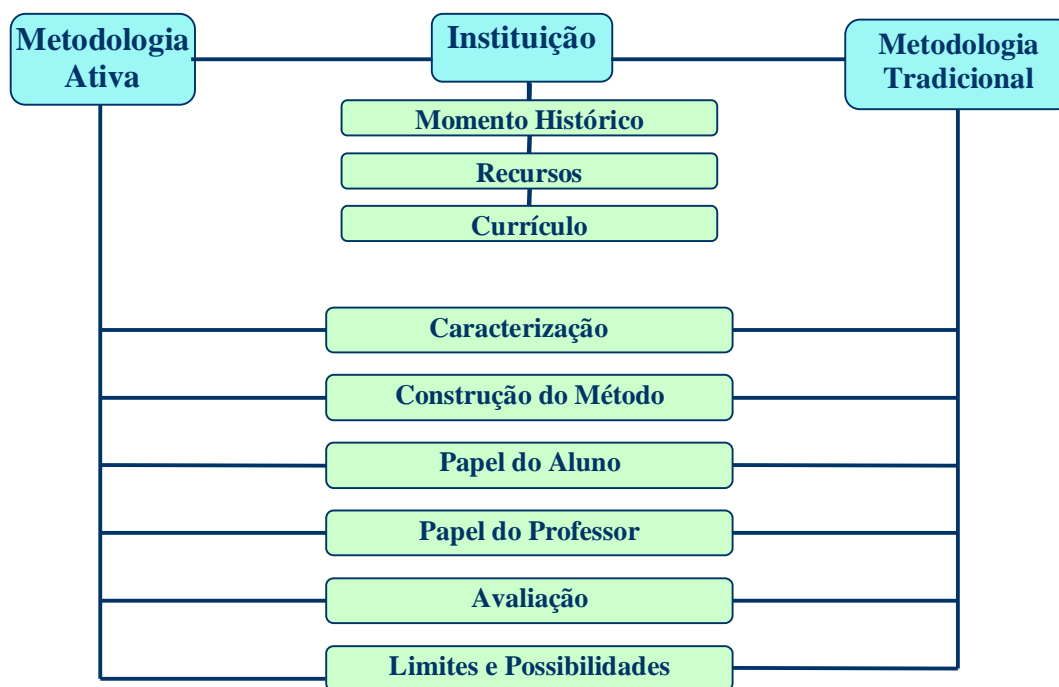 Metodologia
Ativa
Instituição
Metodologia
Tradicional
Momento Histórico
Recursos
Currículo
Caracterização
Construção do Método
Papel do Aluno
Papel do Professor
Avaliação
Limites e Possibilidades